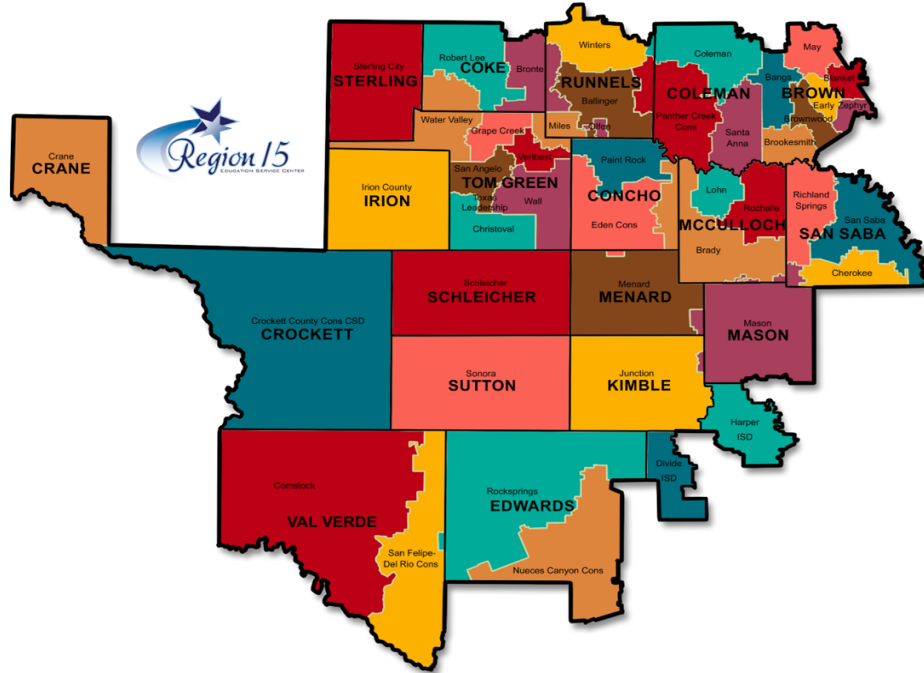 Region 15
EDUCATION SERVICE CENTER
Crane
CRANE
Sterling City
STERLING
Robert Lee
COKE
Bronte
Winters
RUNNELS
Ballinger
Olfen
Coleman
COLEMAN
Panther Creek
Cons
Santa
Anna
May
Bangs
Blanket
BROWN
Early
Zephyr
Brownwood
Brookesmith
Water Valley
Grape Creek
Miles
Veribest
San Angelo
TOM GREEN
Texas
Leadership
Wall
Christoval
Irion County
IRION
Paint Rock
CONCHO
Eden Cons
Lohn
Rochelle
MCCULLOCH
Brady
Richland
Springs
San Saba
SAN SABA
Cherokee
Crockett County Cons CSD
CROCKETT
Schleicher
SCHLEICHER
Menard
MENARD
Mason
MASON
Sonora
SUTTON
Junction
KIMBLE
Harper
ISD
Comstock
VAL VERDE
San Felipe-
Del Rio Cons
Rocksprings
EDWARDS
Nueces Canyon Cons
Divide
ISD